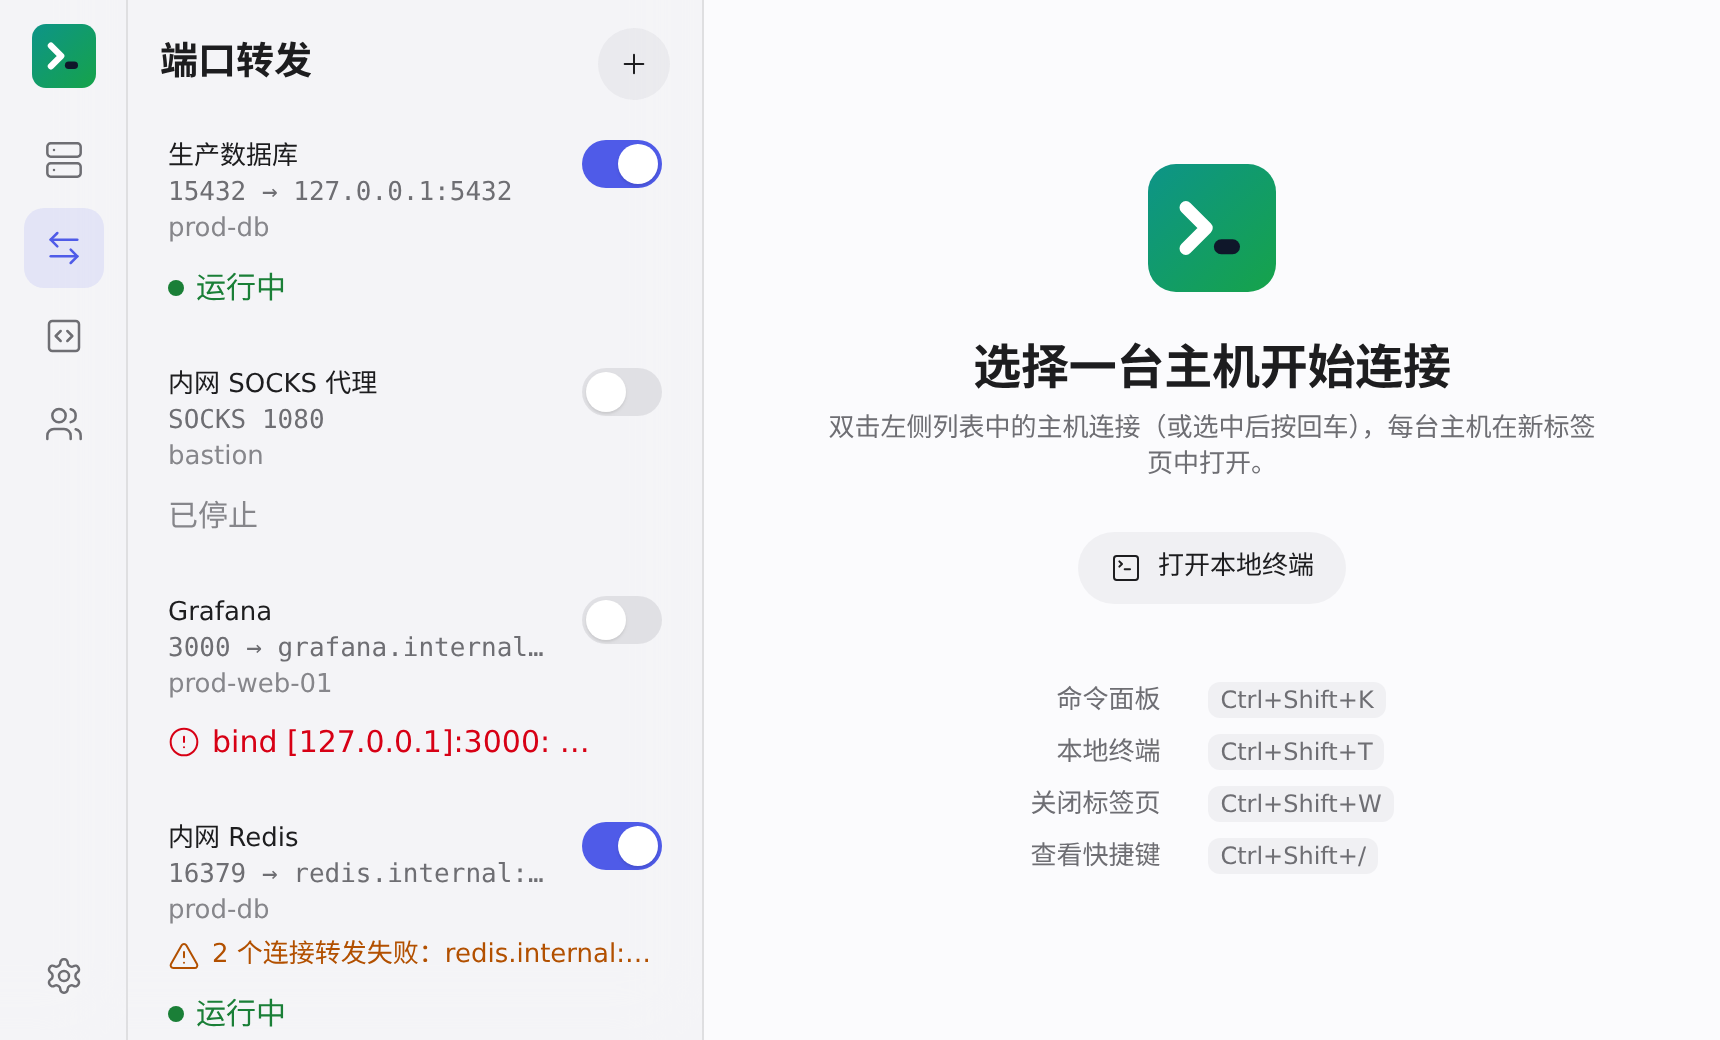 端口转发
生产数据库
15432 → 127.0.0.1:5432
prod-db
运行中
内网 SOCKS 代理
SOCKS 1080
bastion
已停止
Grafana
3000 → grafana.internal…
prod-web-01
bind [127.0.0.1]:3000: …
内网 Redis
16379 → redis.internal:…
prod-db
2 个连接转发失败：redis.internal:…
运行中
选择一台主机开始连接
双击左侧列表中的主机连接（或选中后按回车），每台主机在新标签
页中打开。
打开本地终端
命令面板 Ctrl+Shift+K
本地终端 Ctrl+Shift+T
关闭标签页 Ctrl+Shift+W
查看快捷键 Ctrl+Shift+/